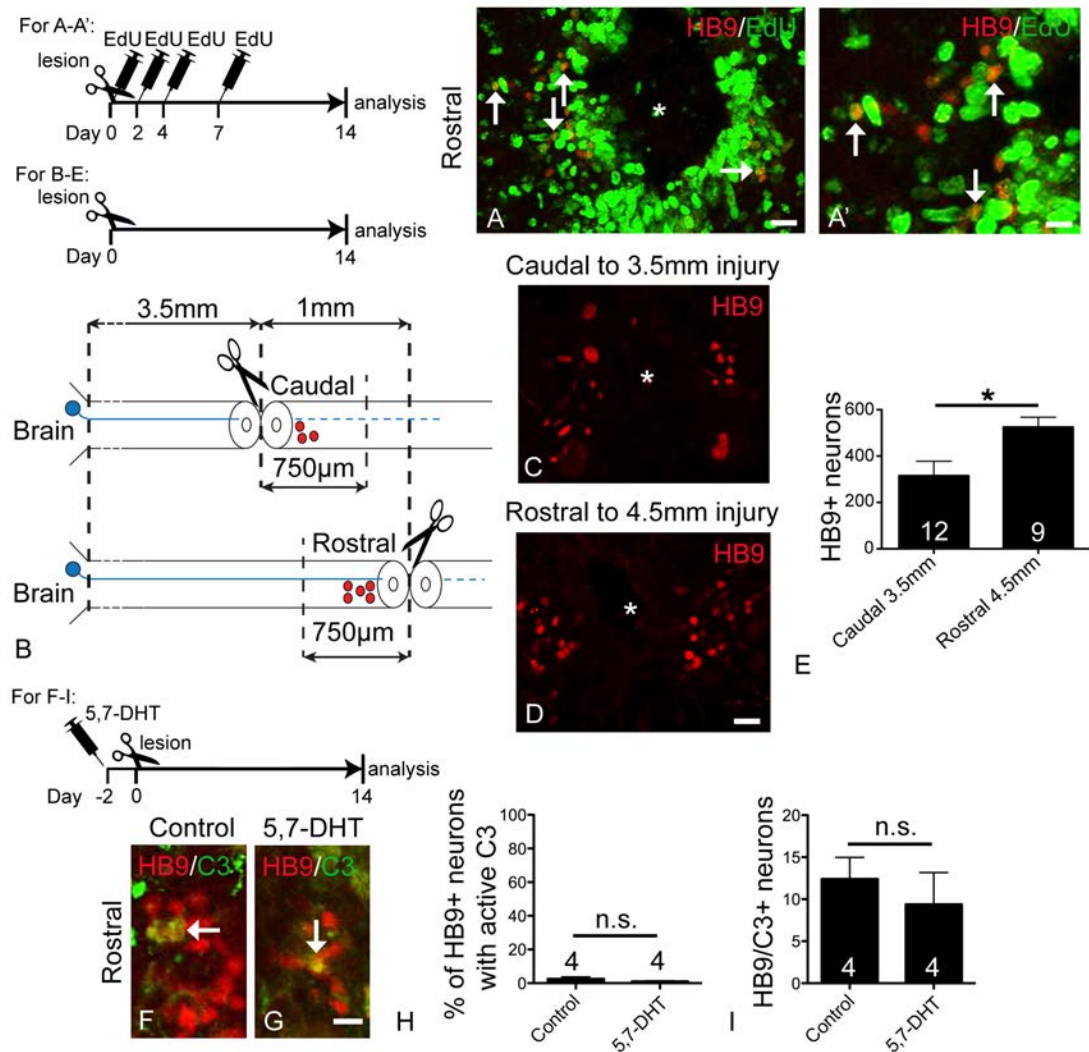 For A-A':
EdU EdU EdU EdU
lesion
analysis
Day 0 2 4 7 14
For B-E:
lesion
analysis
Day 0 14
HB9/EdU
Rostral
A
HB9/EdU
A'
3.5mm 1mm
Caudal
Brain
750µm
Rostral
Brain
750µm
B
Caudal to 3.5mm injury
HB9
*
C
Rostral to 4.5mm injury
HB9
*
D
HB9+ neurons
600
400
200
0
*
12 9
Caudal 3.5mm Rostral 4.5mm
E
For F-I:
5,7-DHT
lesion
analysis
Day -2 0 14
Control 5,7-DHT
HB9/C3 HB9/C3
Rostral
F G
% of HB9+ neurons
with active C3
100
80
60
40
20
0
n.s.
4 4
Control 5,7-DHT
H
HB9/C3+ neurons
20
15
10
5
0
n.s.
4 4
Control 5,7-DHT
I